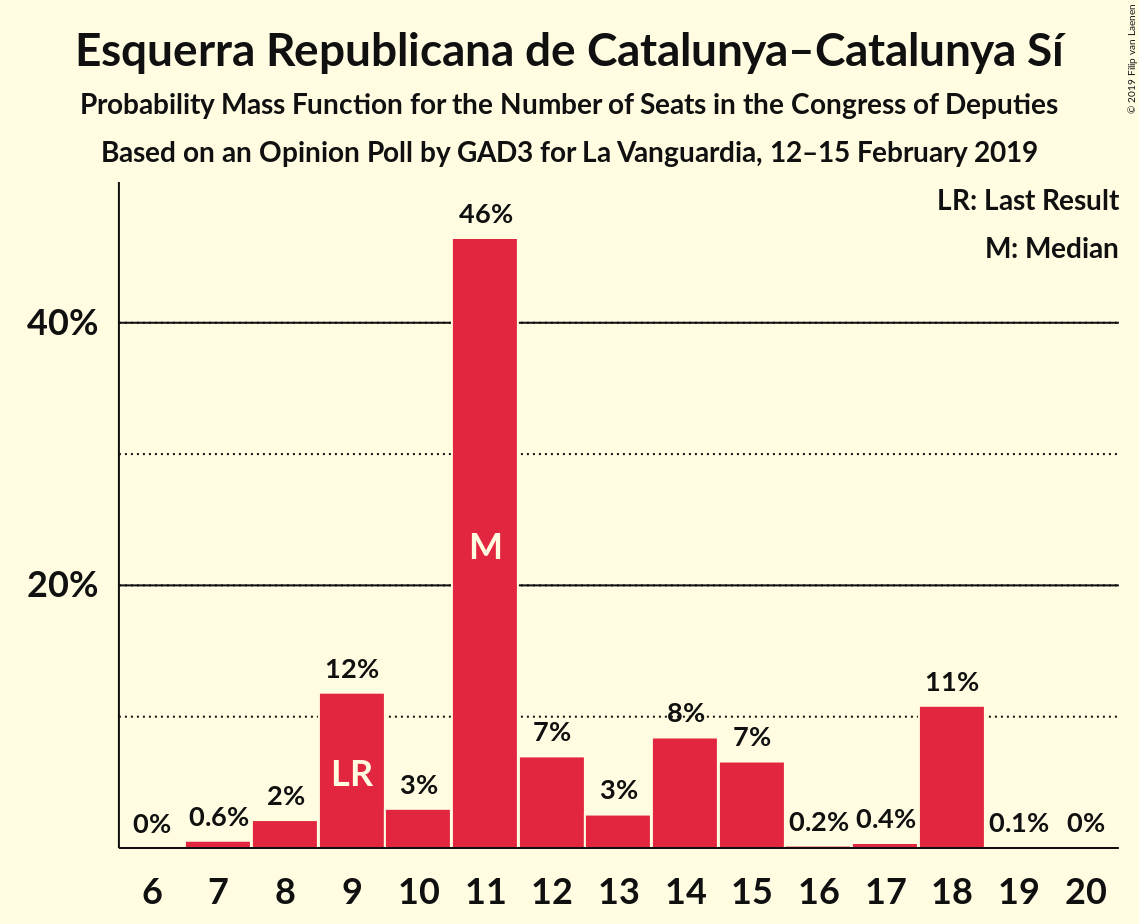 Esquerra Republicana de Catalunya–Catalunya Sí
Probability Mass Function for the Number of Seats in the Congress of Deputies
Based on an Opinion Poll by GAD3 for La Vanguardia, 12–15 February 2019
© 2019 Filip van Laenen
LR: Last Result
M: Median
40%
20%
0%
0.6%
2%
12%
3%
46%
7%
3%
8%
7%
0.2%
0.4%
11%
0.1%
0%
LR
M
6 7 8 9 10 11 12 13 14 15 16 17 18 19 20